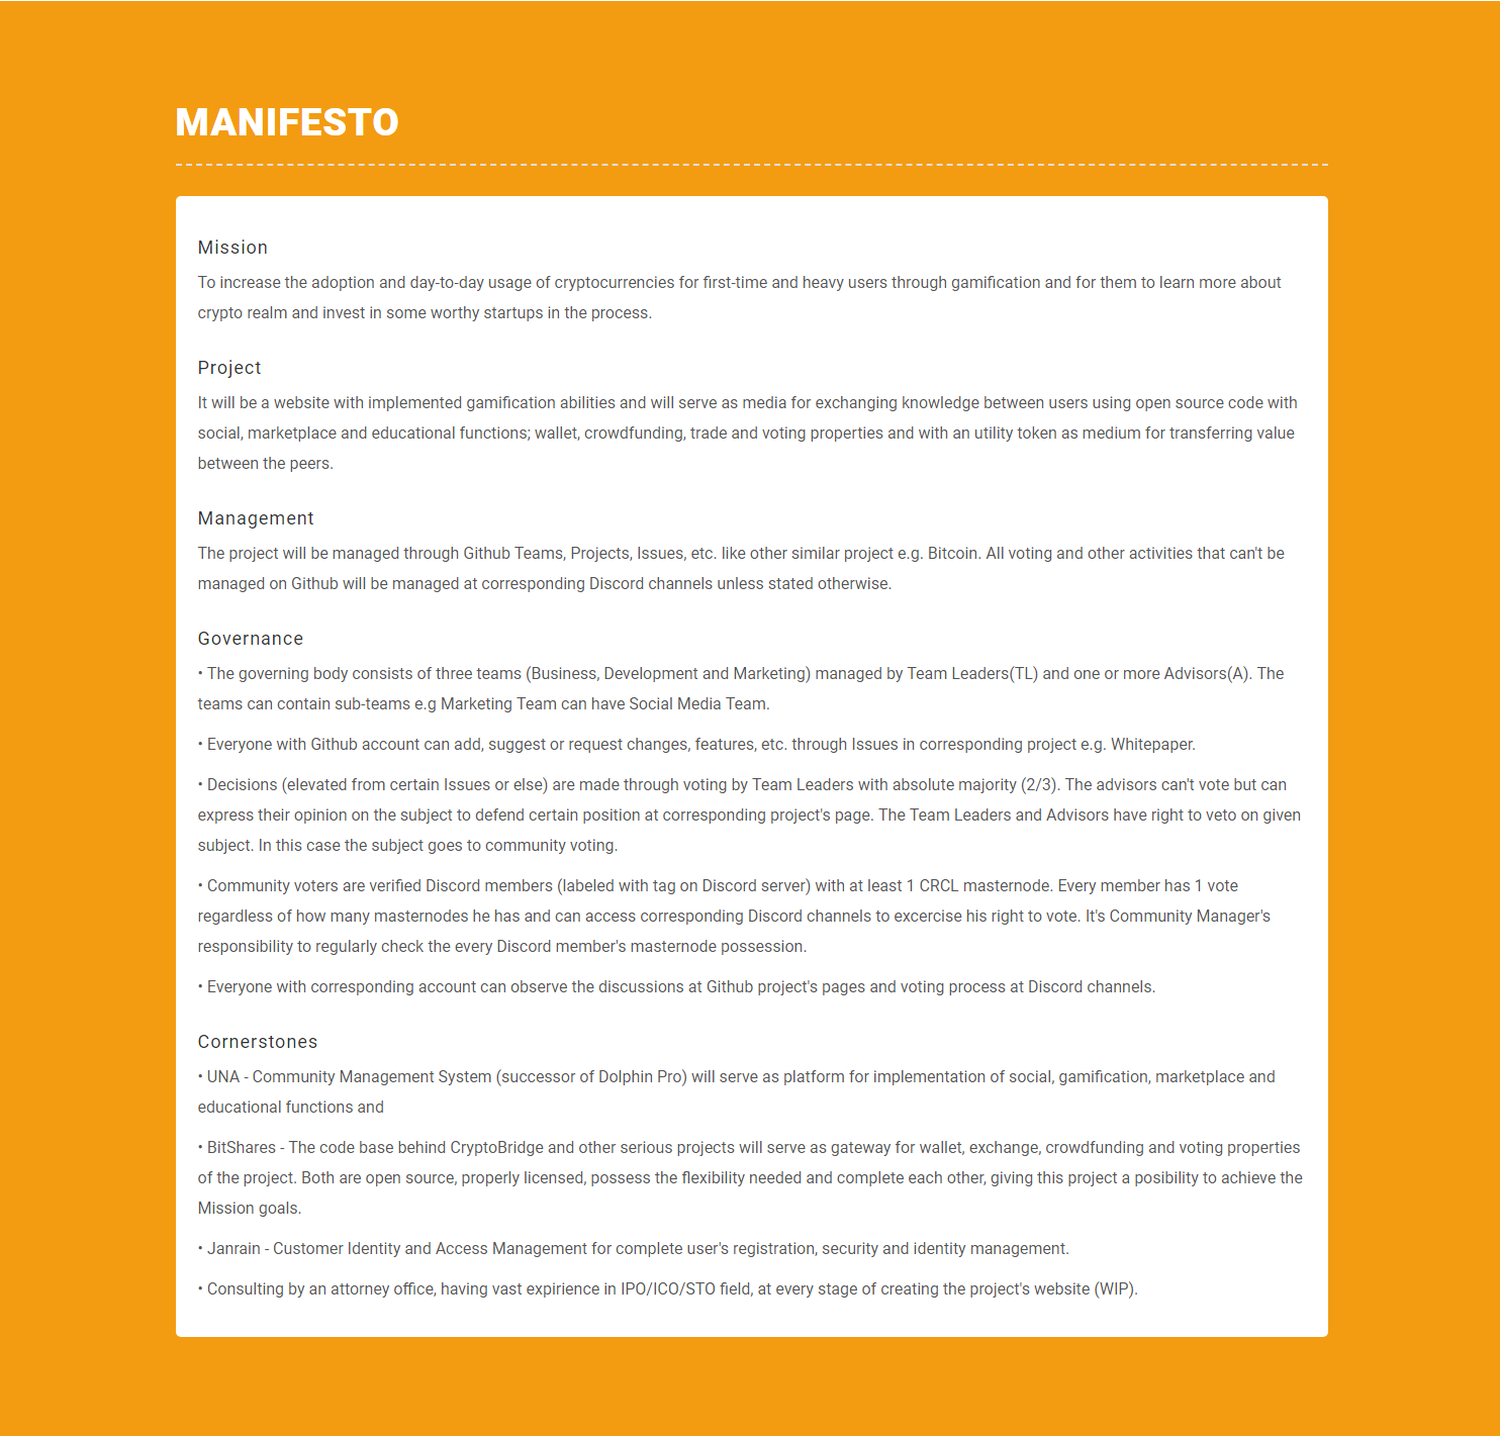 MANIFESTO
Mission
To increase the adoption and day-to-day usage of cryptocurrencies for first-time and heavy users through gamification and for them to learn more about
crypto realm and invest in some worthy startups in the process.
Project
It will be a website with implemented gamification abilities and will serve as media for exchanging knowledge between users using open source code with
social, marketplace and educational functions; wallet, crowdfunding, trade and voting properties and with an utility token as medium for transferring value
between the peers.
Management
The project will be managed through Github Teams, Projects, Issues, etc. like other similar project e.g. Bitcoin. All voting and other activities that can't be
managed on Github will be managed at corresponding Discord channels unless stated otherwise.
Governance
• The governing body consists of three teams (Business, Development and Marketing) managed by Team Leaders(TL) and one or more Advisors(A). The
teams can contain sub-teams e.g Marketing Team can have Social Media Team.
• Everyone with Github account can add, suggest or request changes, features, etc. through Issues in corresponding project e.g. Whitepaper.
• Decisions (elevated from certain Issues or else) are made through voting by Team Leaders with absolute majority (2/3). The advisors can't vote but can
express their opinion on the subject to defend certain position at corresponding project's page. The Team Leaders and Advisors have right to veto on given
subject. In this case the subject goes to community voting.
• Community voters are verified Discord members (labeled with tag on Discord server) with at least 1 CRCL masternode. Every member has 1 vote
regardless of how many masternodes he has and can access corresponding Discord channels to excercise his right to vote. It's Community Manager's
responsibility to regularly check the every Discord member's masternode possession.
• Everyone with corresponding account can observe the discussions at Github project's pages and voting process at Discord channels.
Cornerstones
• UNA - Community Management System (successor of Dolphin Pro) will serve as platform for implementation of social, gamification, marketplace and
educational functions and
• BitShares - The code base behind CryptoBridge and other serious projects will serve as gateway for wallet, exchange, crowdfunding and voting properties
of the project. Both are open source, properly licensed, possess the flexibility needed and complete each other, giving this project a posibility to achieve the
Mission goals.
• Janrain - Customer Identity and Access Management for complete user's registration, security and identity management.
• Consulting by an attorney office, having vast expirience in IPO/ICO/STO field, at every stage of creating the project's website (WIP).